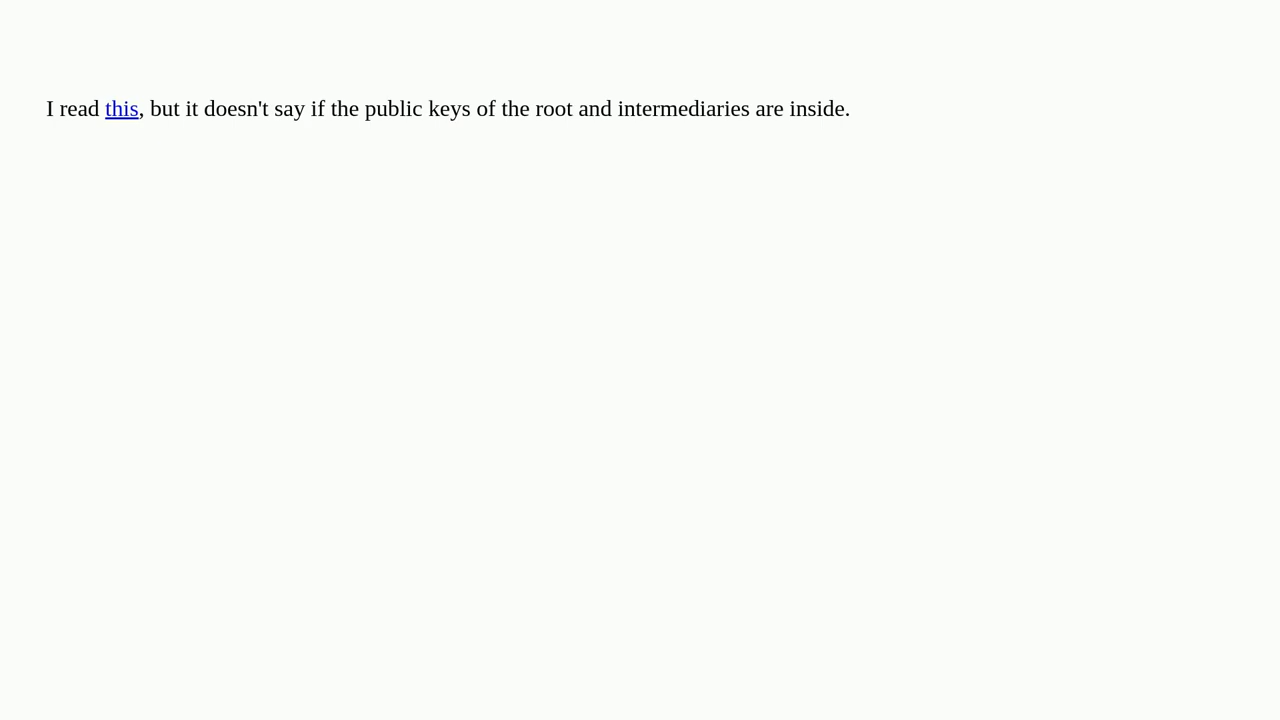 I read this, but it doesn't say if the public keys of the root and intermediaries are inside.